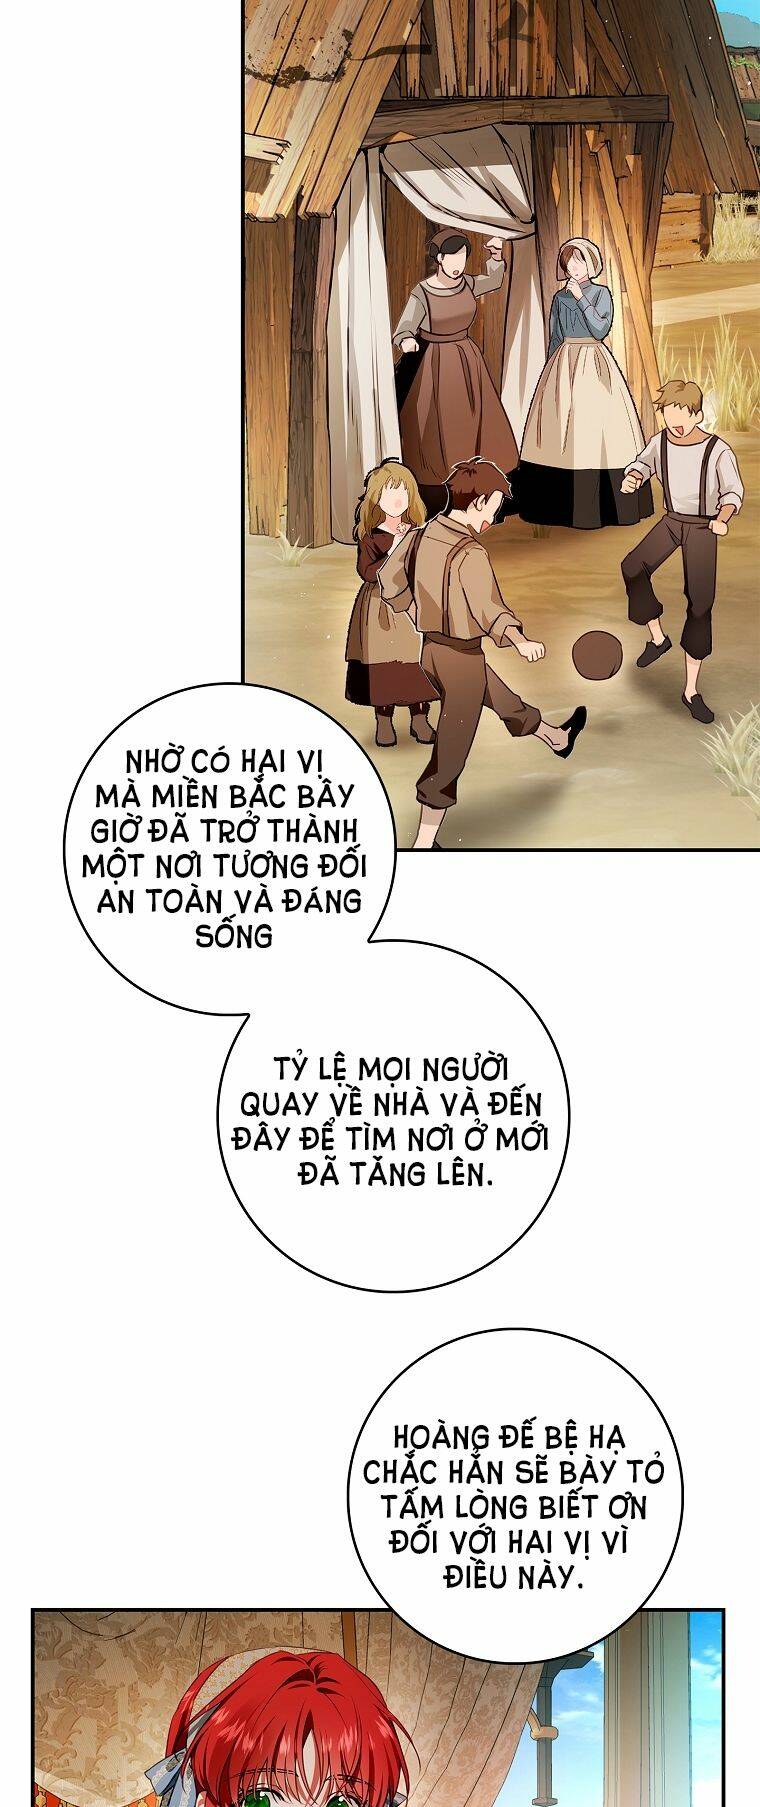 NHỜ CÓ HAI VỊ
MÀ MIỀN BẮC BÂY
GIỜ ĐÃ TRỞ THÀNH
MỘT NƠI TƯƠNG ĐỐI
AN TOÀN VÀ ĐÁNG
SỐNG
TỶ LỆ MỌI NGƯỜI
QUAY VỀ NHÀ VÀ ĐẾN
ĐÂY ĐỂ TÌM NƠI Ở MỚI
ĐÃ TĂNG LÊN.
HOÀNG ĐẾ BỆ HẠ
CHẮC HẲN SẼ BÀY TỎ
TẤM LÒNG BIẾT ƠN
ĐỐI VỚI HAI VỊ VÌ
ĐIỀU NÀY.